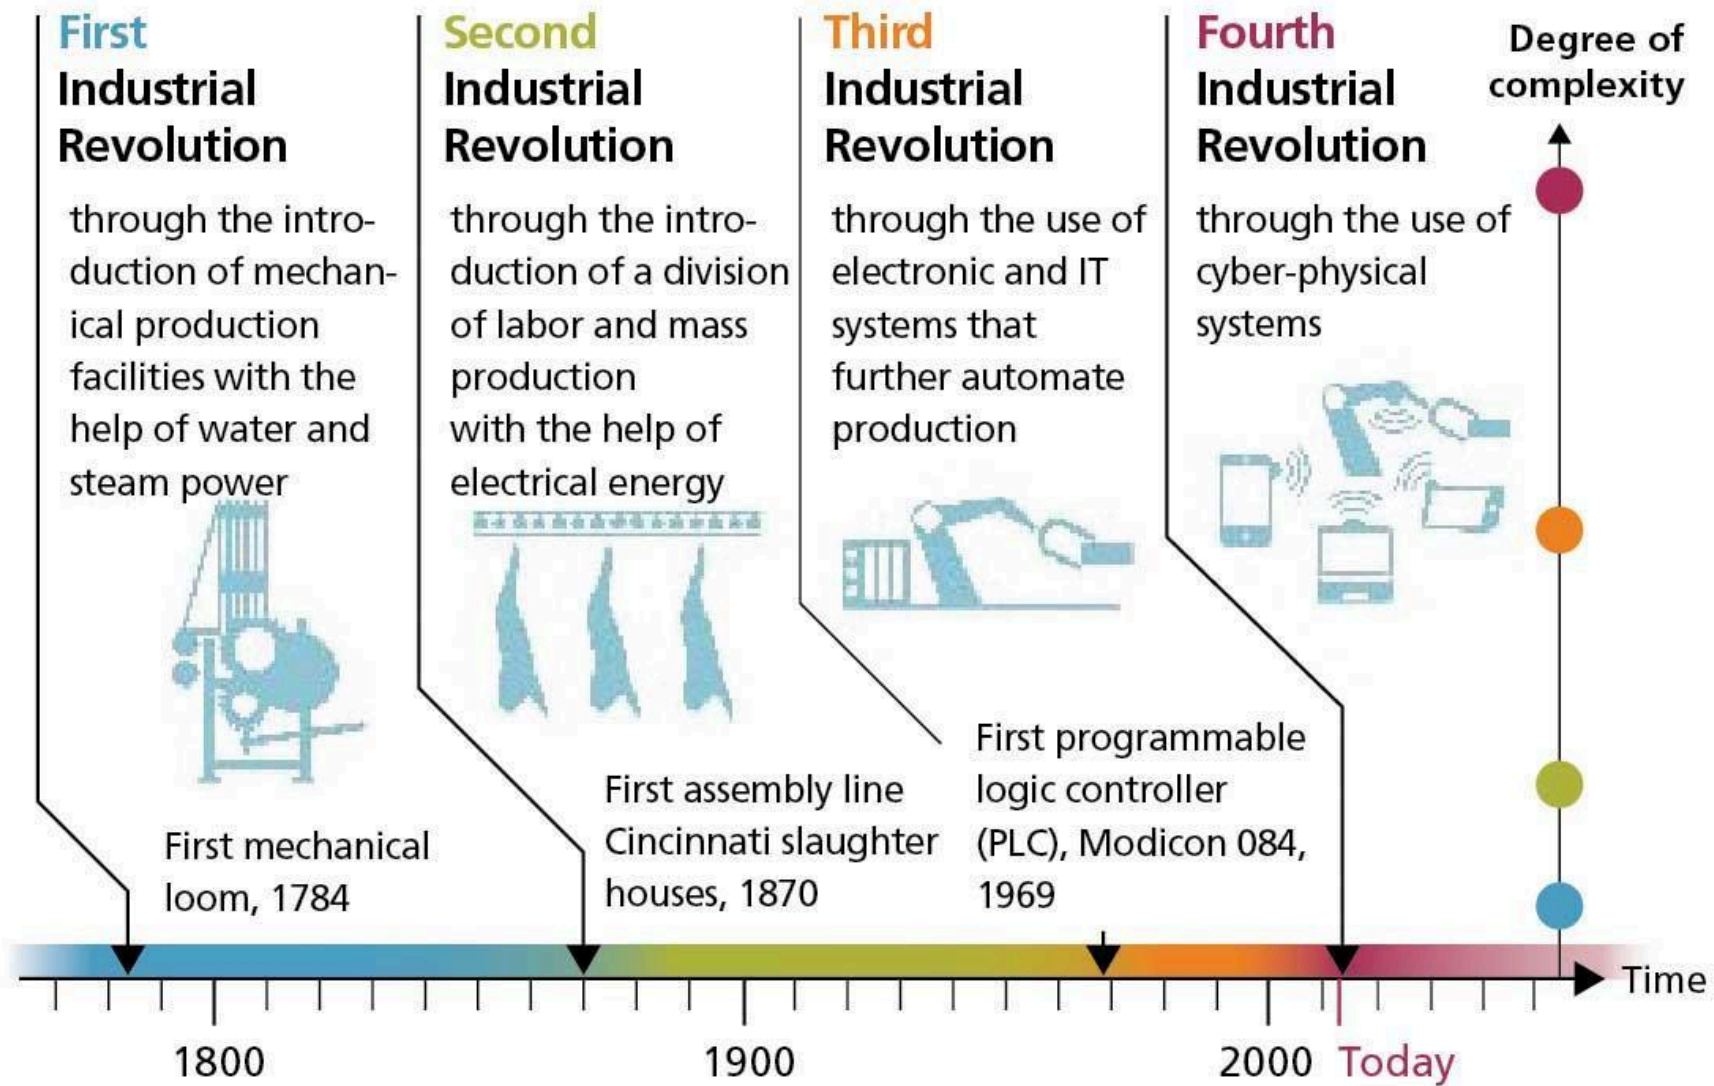 First
Industrial
Revolution
through the intro-
duction of mechan-
ical production
facilities with the
help of water and
steam power
First mechanical
loom, 1784
Second
Industrial
Revolution
through the intro-
duction of a division
of labor and mass
production
with the help of
electrical energy
First assembly line
Cincinnati slaughter
houses, 1870
Third
Industrial
Revolution
through the use of
electronic and IT
systems that
further automate
production
First programmable
logic controller
(PLC), Modicon 084,
1969
Fourth
Industrial
Revolution
through the use of
cyber-physical
systems
Degree of
complexity
Time
1800
1900
2000
Today